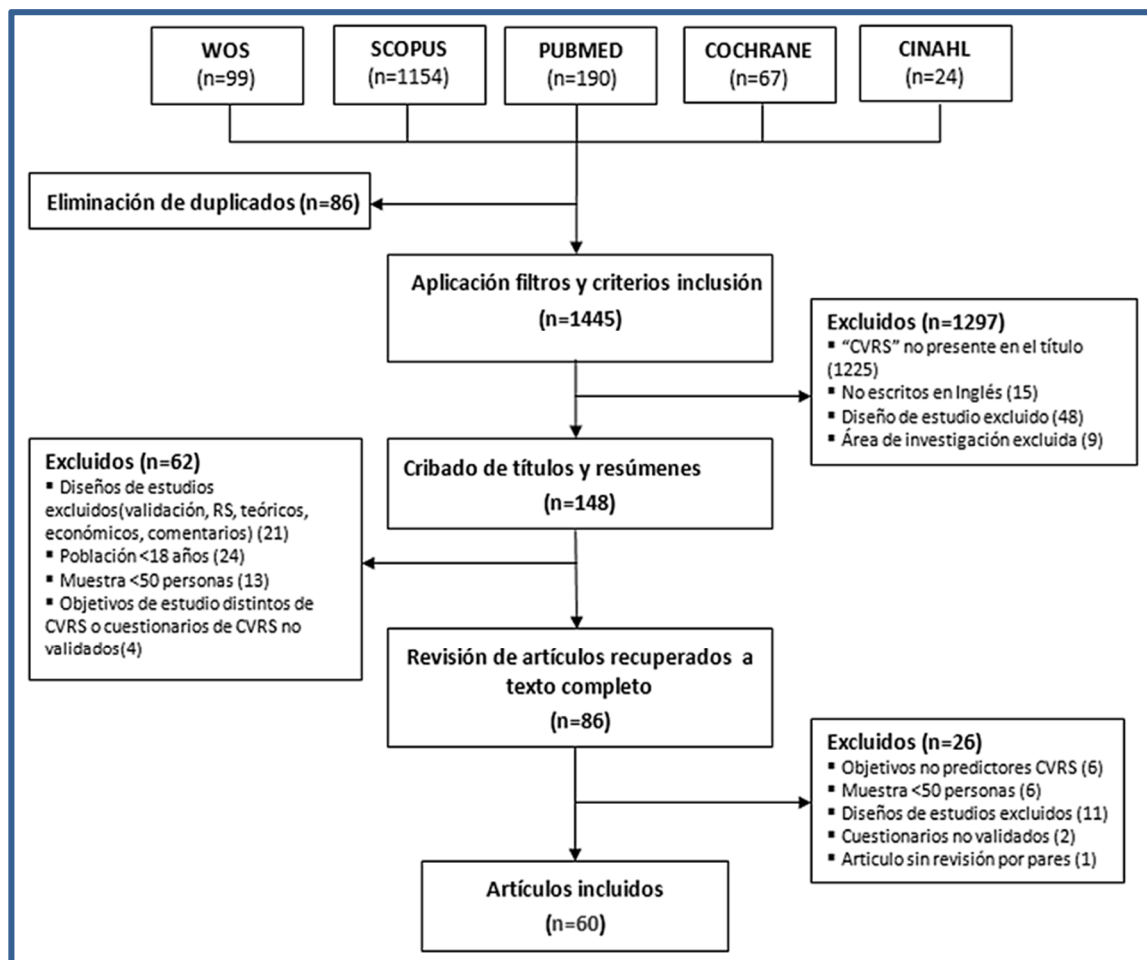 WOS
(n=99)
SCOPUS
(n=1154)
PUBMED
(n=190)
COCHRANE
(n=67)
CINAHL
(n=24)
Eliminación de duplicados (n=86)
Aplicación filtros y criterios inclusión
(n=1445)
Excluidos (n=1297)
▪ “CVRS” no presente en el título
(1225)
▪ No escritos en Inglés (15)
▪ Diseño de estudio excluido (48)
▪ Área de investigación excluida (9)
Cribado de títulos y resúmenes
(n=148)
Excluidos (n=62)
▪ Diseños de estudios
excluidos(validación, RS, teóricos,
económicos, comentarios) (21)
▪ Población <18 años (24)
▪ Muestra <50 personas (13)
▪ Objetivos de estudio distintos de
CVRS o cuestionarios de CVRS no
validados(4)
Revisión de artículos recuperados a
texto completo
(n=86)
Excluidos (n=26)
▪ Objetivos no predictores CVRS (6)
▪ Muestra <50 personas (6)
▪ Diseños de estudios excluidos (11)
▪ Cuestionarios no validados (2)
▪ Articulo sin revisión por pares (1)
Artículos incluidos
(n=60)